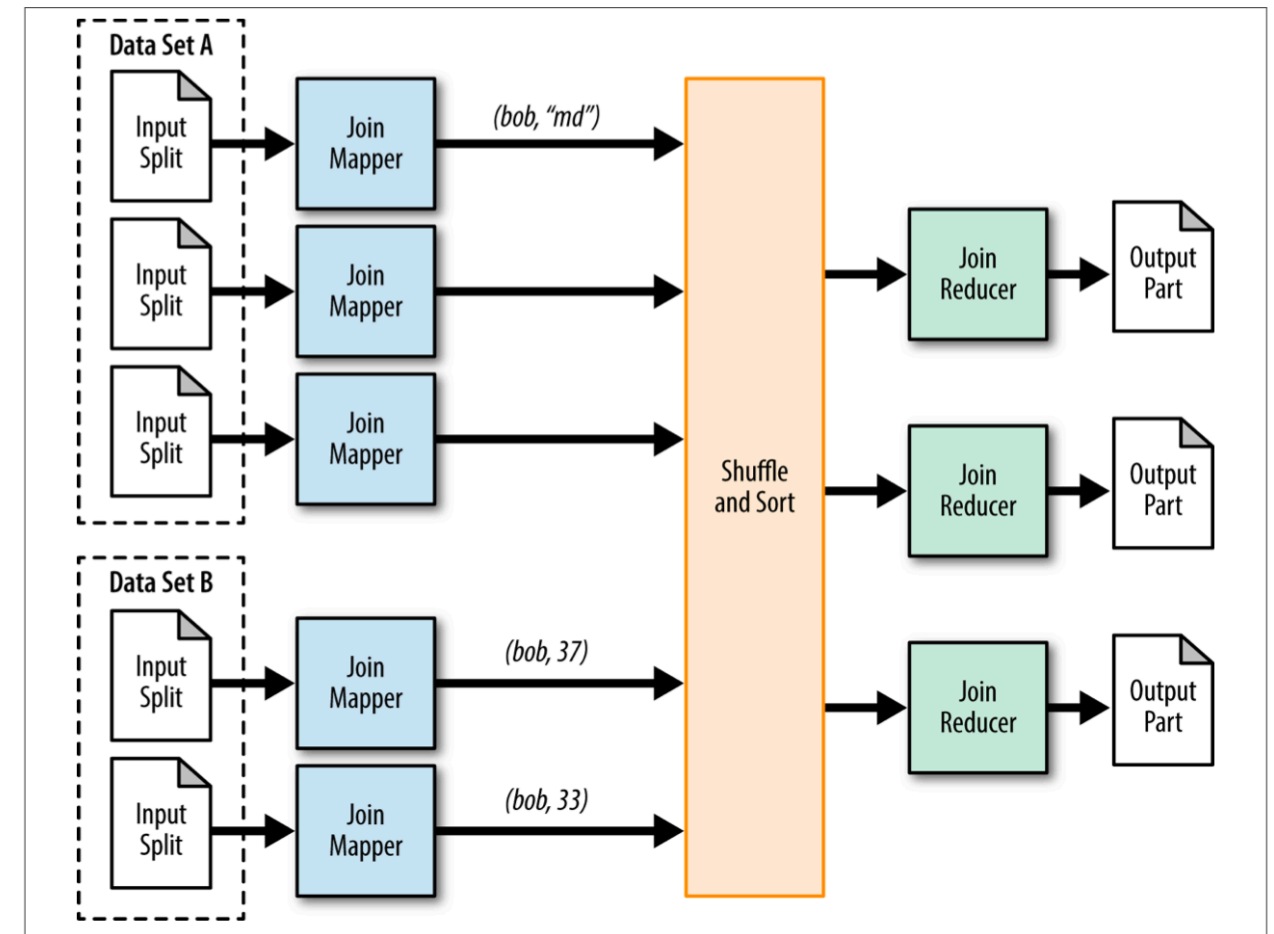 Data Set A
Input
Split
Join
Mapper
(bob, “md”)
Input
Split
Join
Mapper
Input
Split
Join
Mapper
Data Set B
Input
Split
Join
Mapper
(bob, 37)
Input
Split
Join
Mapper
(bob, 33)
Shuffle
and Sort
Join
Reducer
Output
Part
Join
Reducer
Output
Part
Join
Reducer
Output
Part